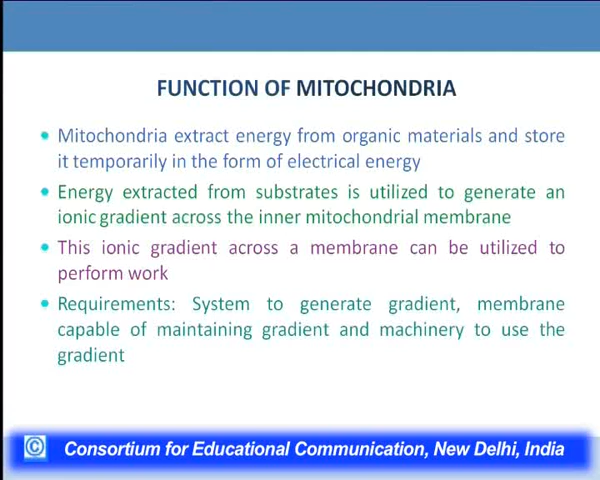 FUNCTION OF MITOCHONDRIA
Mitochondria extract energy from organic materials and store
it temporarily in the form of electrical energy
Energy extracted from substrates is utilized to generate an
ionic gradient across the inner mitochondrial membrane
This ionic gradient across a membrane can be utilized to
perform work
Requirements: System to generate gradient, membrane
capable of maintaining gradient and machinery to use the
gradient
© Consortium for Educational Communication, New Delhi, India